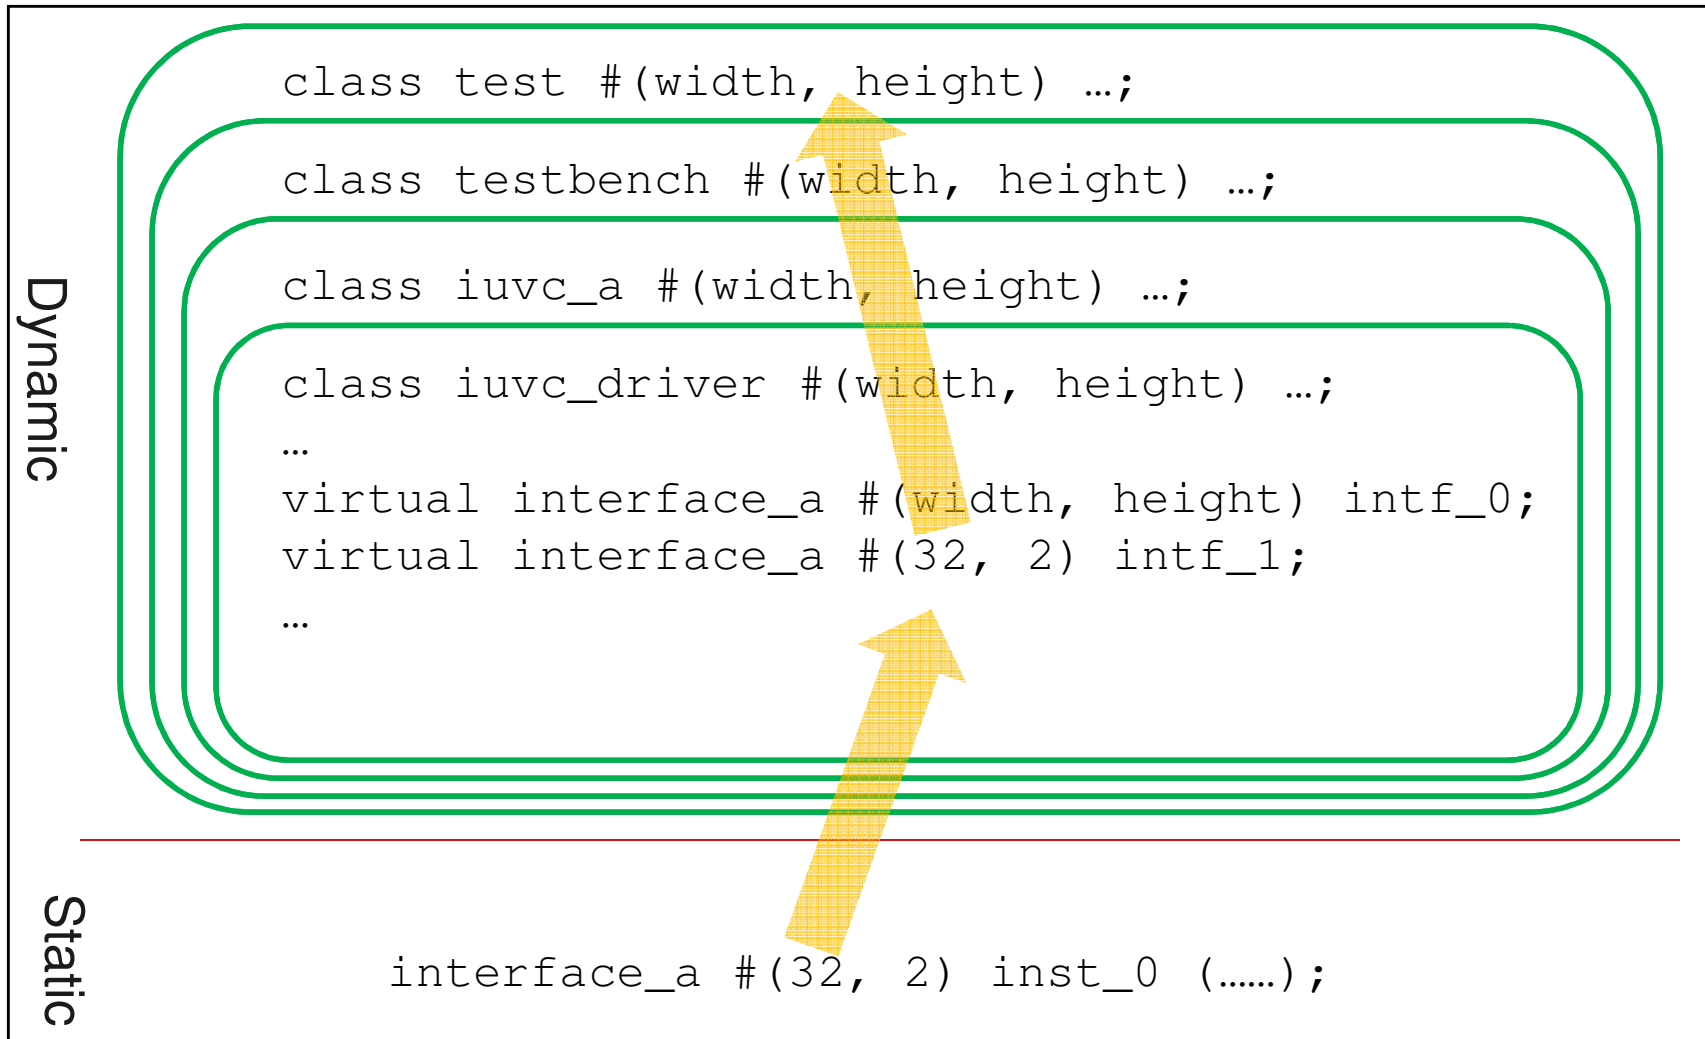 class test #(width, height) …;
class testbench #(width, height) …;
class iuvc_a #(width, height) …;
class iuvc_driver #(width, height) …;
…
virtual interface_a #(width, height) intf_0;
virtual interface_a #(32, 2) intf_1;
…
Dynamic
Static
interface_a #(32, 2) inst_0 (……);